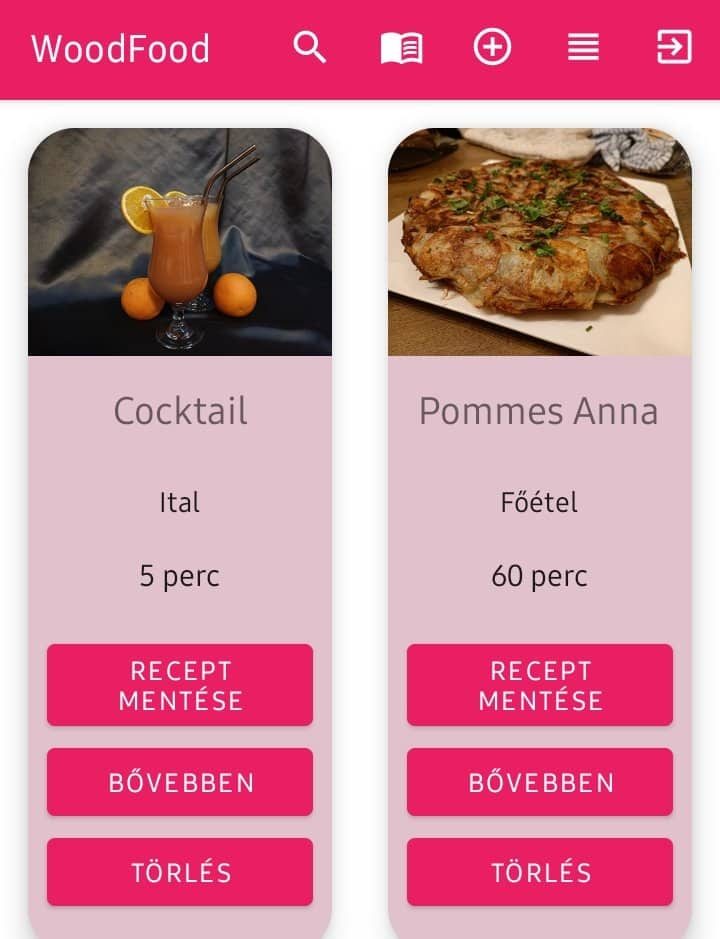 WoodFood
Cocktail
Ital
5 perc
RECEPT
MENTÉSE
BŐVEBBEN
TÖRLÉS
Pommes Anna
Főétel
60 perc
RECEPT
MENTÉSE
BŐVEBBEN
TÖRLÉS